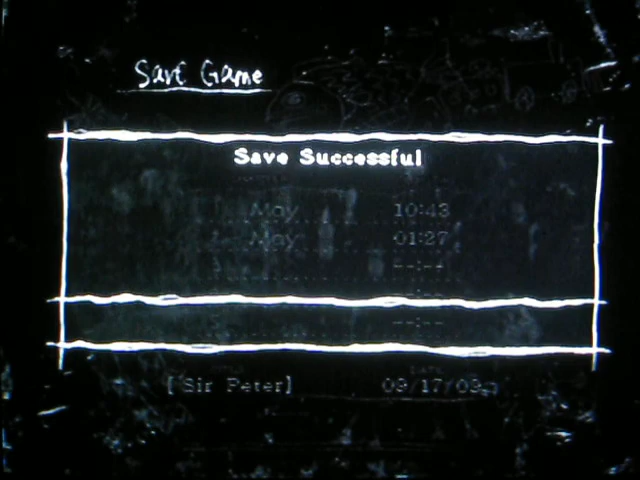 Save Game
Save Successful
May 10:43
May 01:27
--:--
--:--
[Sir Peter] 09/17/09